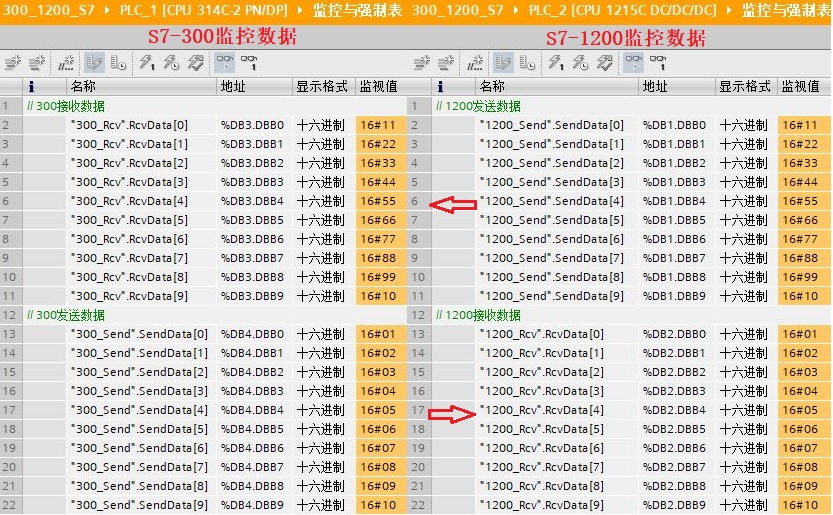 300_1200_S7 ▸ PLC_1 [CPU 314C-2 PN/DP] ▸ 监控与强制表 300_1200_S7 ▸ PLC_2 [CPU 1215C DC/DC/DC] ▸ 监控与强制表
S7-300监控数据 S7-1200监控数据
i 名称 地址 显示格式 监视值 i 名称 地址 显示格式 监视值
1 // 300接收数据 1 // 1200发送数据
2 "300_Rcv".RcvData[0] %DB3.DBB0 十六进制 16#11 2 "1200_Send".SendData[0] %DB1.DBB0 十六进制 16#11
3 "300_Rcv".RcvData[1] %DB3.DBB1 十六进制 16#22 3 "1200_Send".SendData[1] %DB1.DBB1 十六进制 16#22
4 "300_Rcv".RcvData[2] %DB3.DBB2 十六进制 16#33 4 "1200_Send".SendData[2] %DB1.DBB2 十六进制 16#33
5 "300_Rcv".RcvData[3] %DB3.DBB3 十六进制 16#44 5 "1200_Send".SendData[3] %DB1.DBB3 十六进制 16#44
6 "300_Rcv".RcvData[4] %DB3.DBB4 十六进制 16#55 6 "1200_Send".SendData[4] %DB1.DBB4 十六进制 16#55
7 "300_Rcv".RcvData[5] %DB3.DBB5 十六进制 16#66 7 "1200_Send".SendData[5] %DB1.DBB5 十六进制 16#66
8 "300_Rcv".RcvData[6] %DB3.DBB6 十六进制 16#77 8 "1200_Send".SendData[6] %DB1.DBB6 十六进制 16#77
9 "300_Rcv".RcvData[7] %DB3.DBB7 十六进制 16#88 9 "1200_Send".SendData[7] %DB1.DBB7 十六进制 16#88
10 "300_Rcv".RcvData[8] %DB3.DBB8 十六进制 16#99 10 "1200_Send".SendData[8] %DB1.DBB8 十六进制 16#99
11 "300_Rcv".RcvData[9] %DB3.DBB9 十六进制 16#10 11 "1200_Send".SendData[9] %DB1.DBB9 十六进制 16#10
12 // 300发送数据 12 // 1200接收数据
13 "300_Send".SendData[0] %DB4.DBB0 十六进制 16#01 13 "1200_Rcv".RcvData[0] %DB2.DBB0 十六进制 16#01
14 "300_Send".SendData[1] %DB4.DBB1 十六进制 16#02 14 "1200_Rcv".RcvData[1] %DB2.DBB1 十六进制 16#02
15 "300_Send".SendData[2] %DB4.DBB2 十六进制 16#03 15 "1200_Rcv".RcvData[2] %DB2.DBB2 十六进制 16#03
16 "300_Send".SendData[3] %DB4.DBB3 十六进制 16#04 16 "1200_Rcv".RcvData[3] %DB2.DBB3 十六进制 16#04
17 "300_Send".SendData[4] %DB4.DBB4 十六进制 16#05 17 "1200_Rcv".RcvData[4] %DB2.DBB4 十六进制 16#05
18 "300_Send".SendData[5] %DB4.DBB5 十六进制 16#06 18 "1200_Rcv".RcvData[5] %DB2.DBB5 十六进制 16#06
19 "300_Send".SendData[6] %DB4.DBB6 十六进制 16#07 19 "1200_Rcv".RcvData[6] %DB2.DBB6 十六进制 16#07
20 "300_Send".SendData[7] %DB4.DBB7 十六进制 16#08 20 "1200_Rcv".RcvData[7] %DB2.DBB7 十六进制 16#08
21 "300_Send".SendData[8] %DB4.DBB8 十六进制 16#09 21 "1200_Rcv".RcvData[8] %DB2.DBB8 十六进制 16#09
22 "300_Send".SendData[9] %DB4.DBB9 十六进制 16#10 22 "1200_Rcv".RcvData[9] %DB2.DBB9 十六进制 16#10